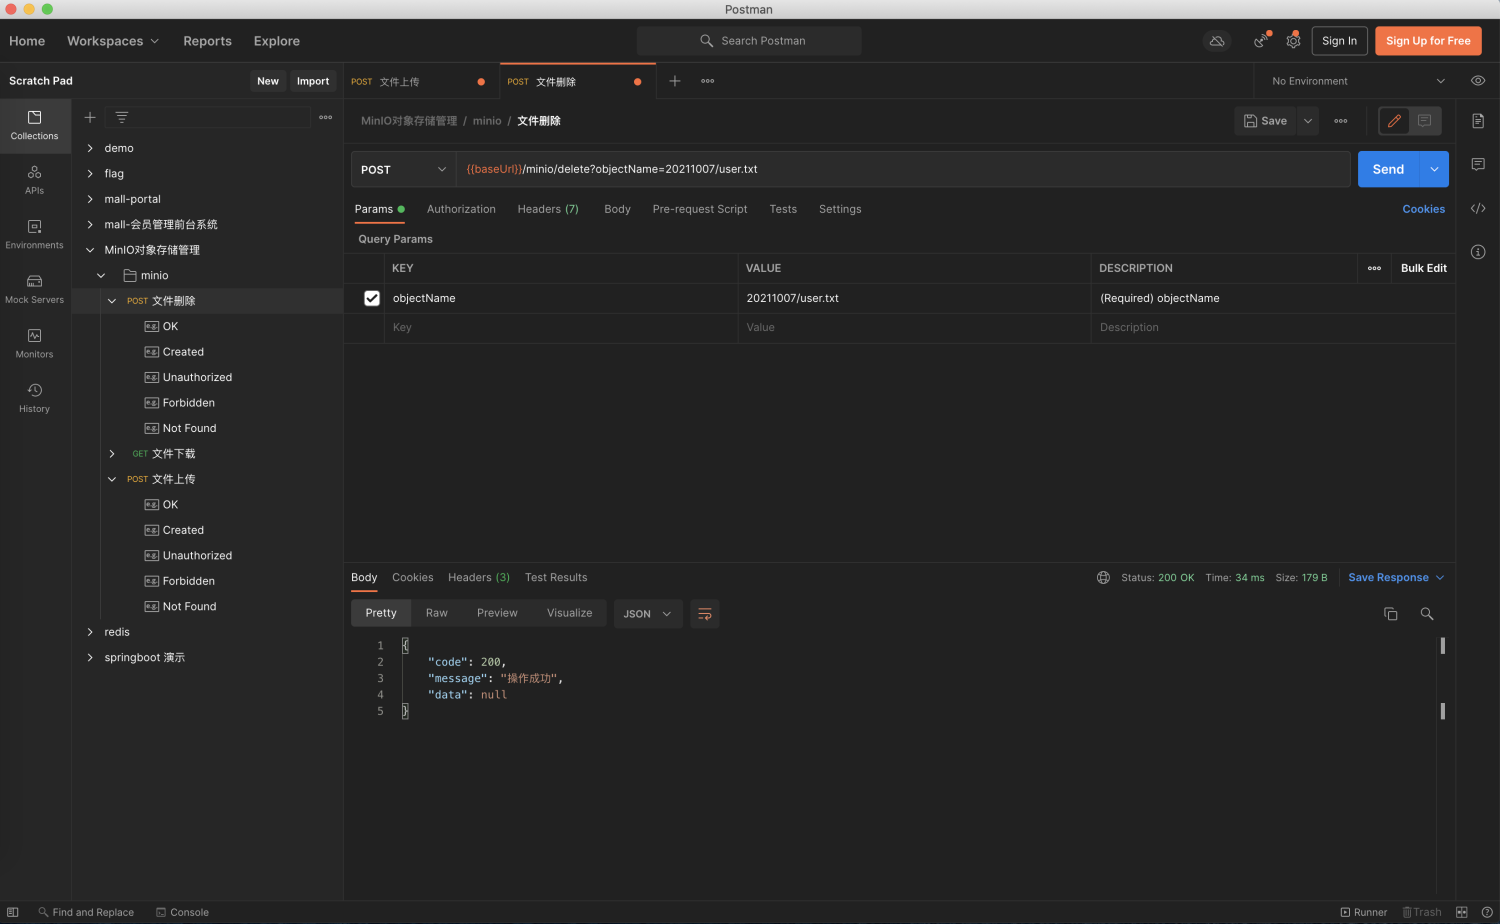 Postman
Home Workspaces Reports Explore Search Postman Sign In Sign Up for Free
Scratch Pad New Import POST 文件上传 POST 文件删除 No Environment
MinIO对象存储管理 / minio / 文件删除 Save
POST {{baseUrl}}/minio/delete?objectName=20211007/user.txt Send
Params Authorization Headers (7) Body Pre-request Script Tests Settings Cookies
Query Params
KEY VALUE DESCRIPTION Bulk Edit
objectName 20211007/user.txt (Required) objectName
Key Value Description
Collections
APIs
Environments
Mock Servers
Monitors
History
demo
flag
mall-portal
mall-会员管理前台系统
MinIO对象存储管理
minio
POST 文件删除
e.g. OK
e.g. Created
e.g. Unauthorized
e.g. Forbidden
e.g. Not Found
GET 文件下载
POST 文件上传
e.g. OK
e.g. Created
e.g. Unauthorized
e.g. Forbidden
e.g. Not Found
redis
springboot 演示
Body Cookies Headers (3) Test Results Status: 200 OK Time: 34 ms Size: 179 B Save Response
Pretty Raw Preview Visualize JSON
1 {
2 "code": 200,
3 "message": "操作成功",
4 "data": null
5 }
Find and Replace Console Runner Trash